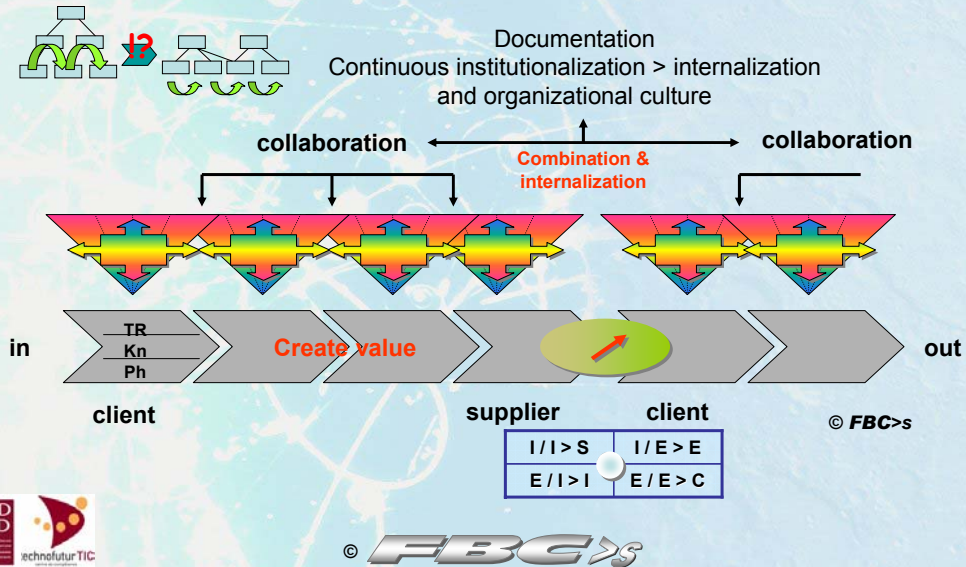 !?
Documentation
Continuous institutionalization > internalization
and organizational culture
collaboration
collaboration
Combination &
internalization
in
TR
Kn
Ph
Create value
out
client
supplier
client
© FBC>s
I / I > S
I / E > E
E / I > I
E / E > C
D
D
technofutur TIC
© FBC>s